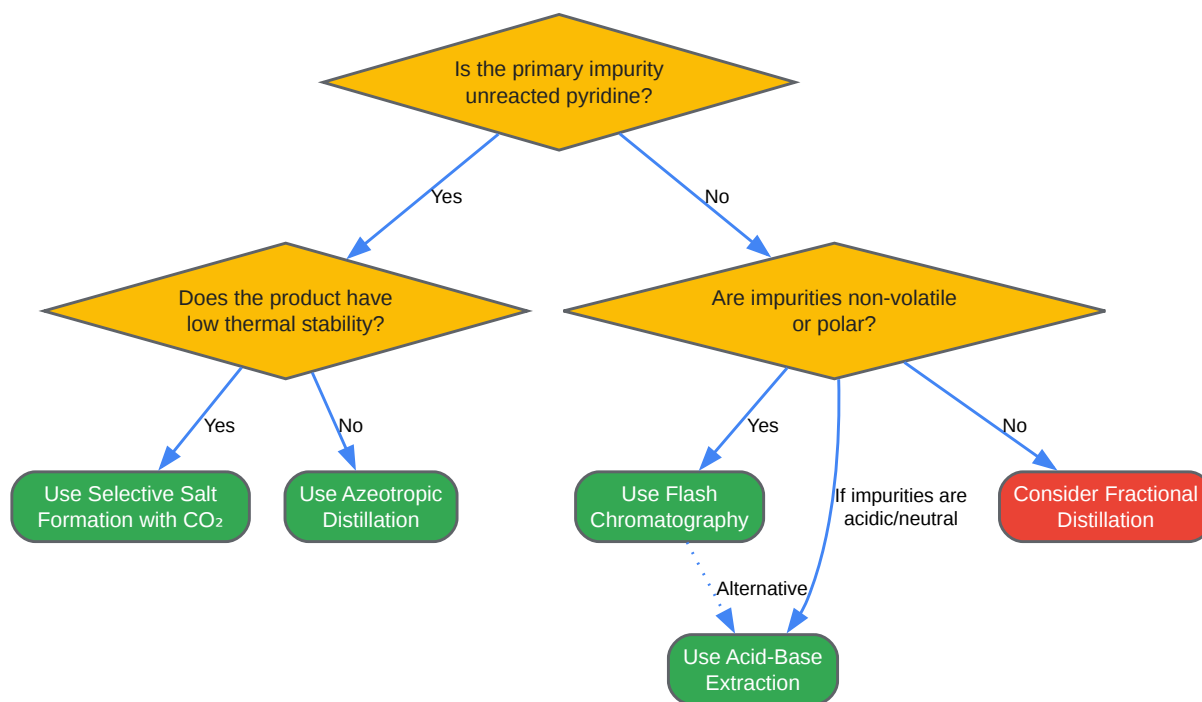 Is the primary impurity
unreacted pyridine?
Yes
No
Does the product have
low thermal stability?
Are impurities non-volatile
or polar?
Yes
No
Yes
If impurities are
acidic/neutral
No
Use Selective Salt
Formation with CO₂
Use Azeotropic
Distillation
Use Flash
Chromatography
Consider Fractional
Distillation
Alternative
Use Acid-Base
Extraction